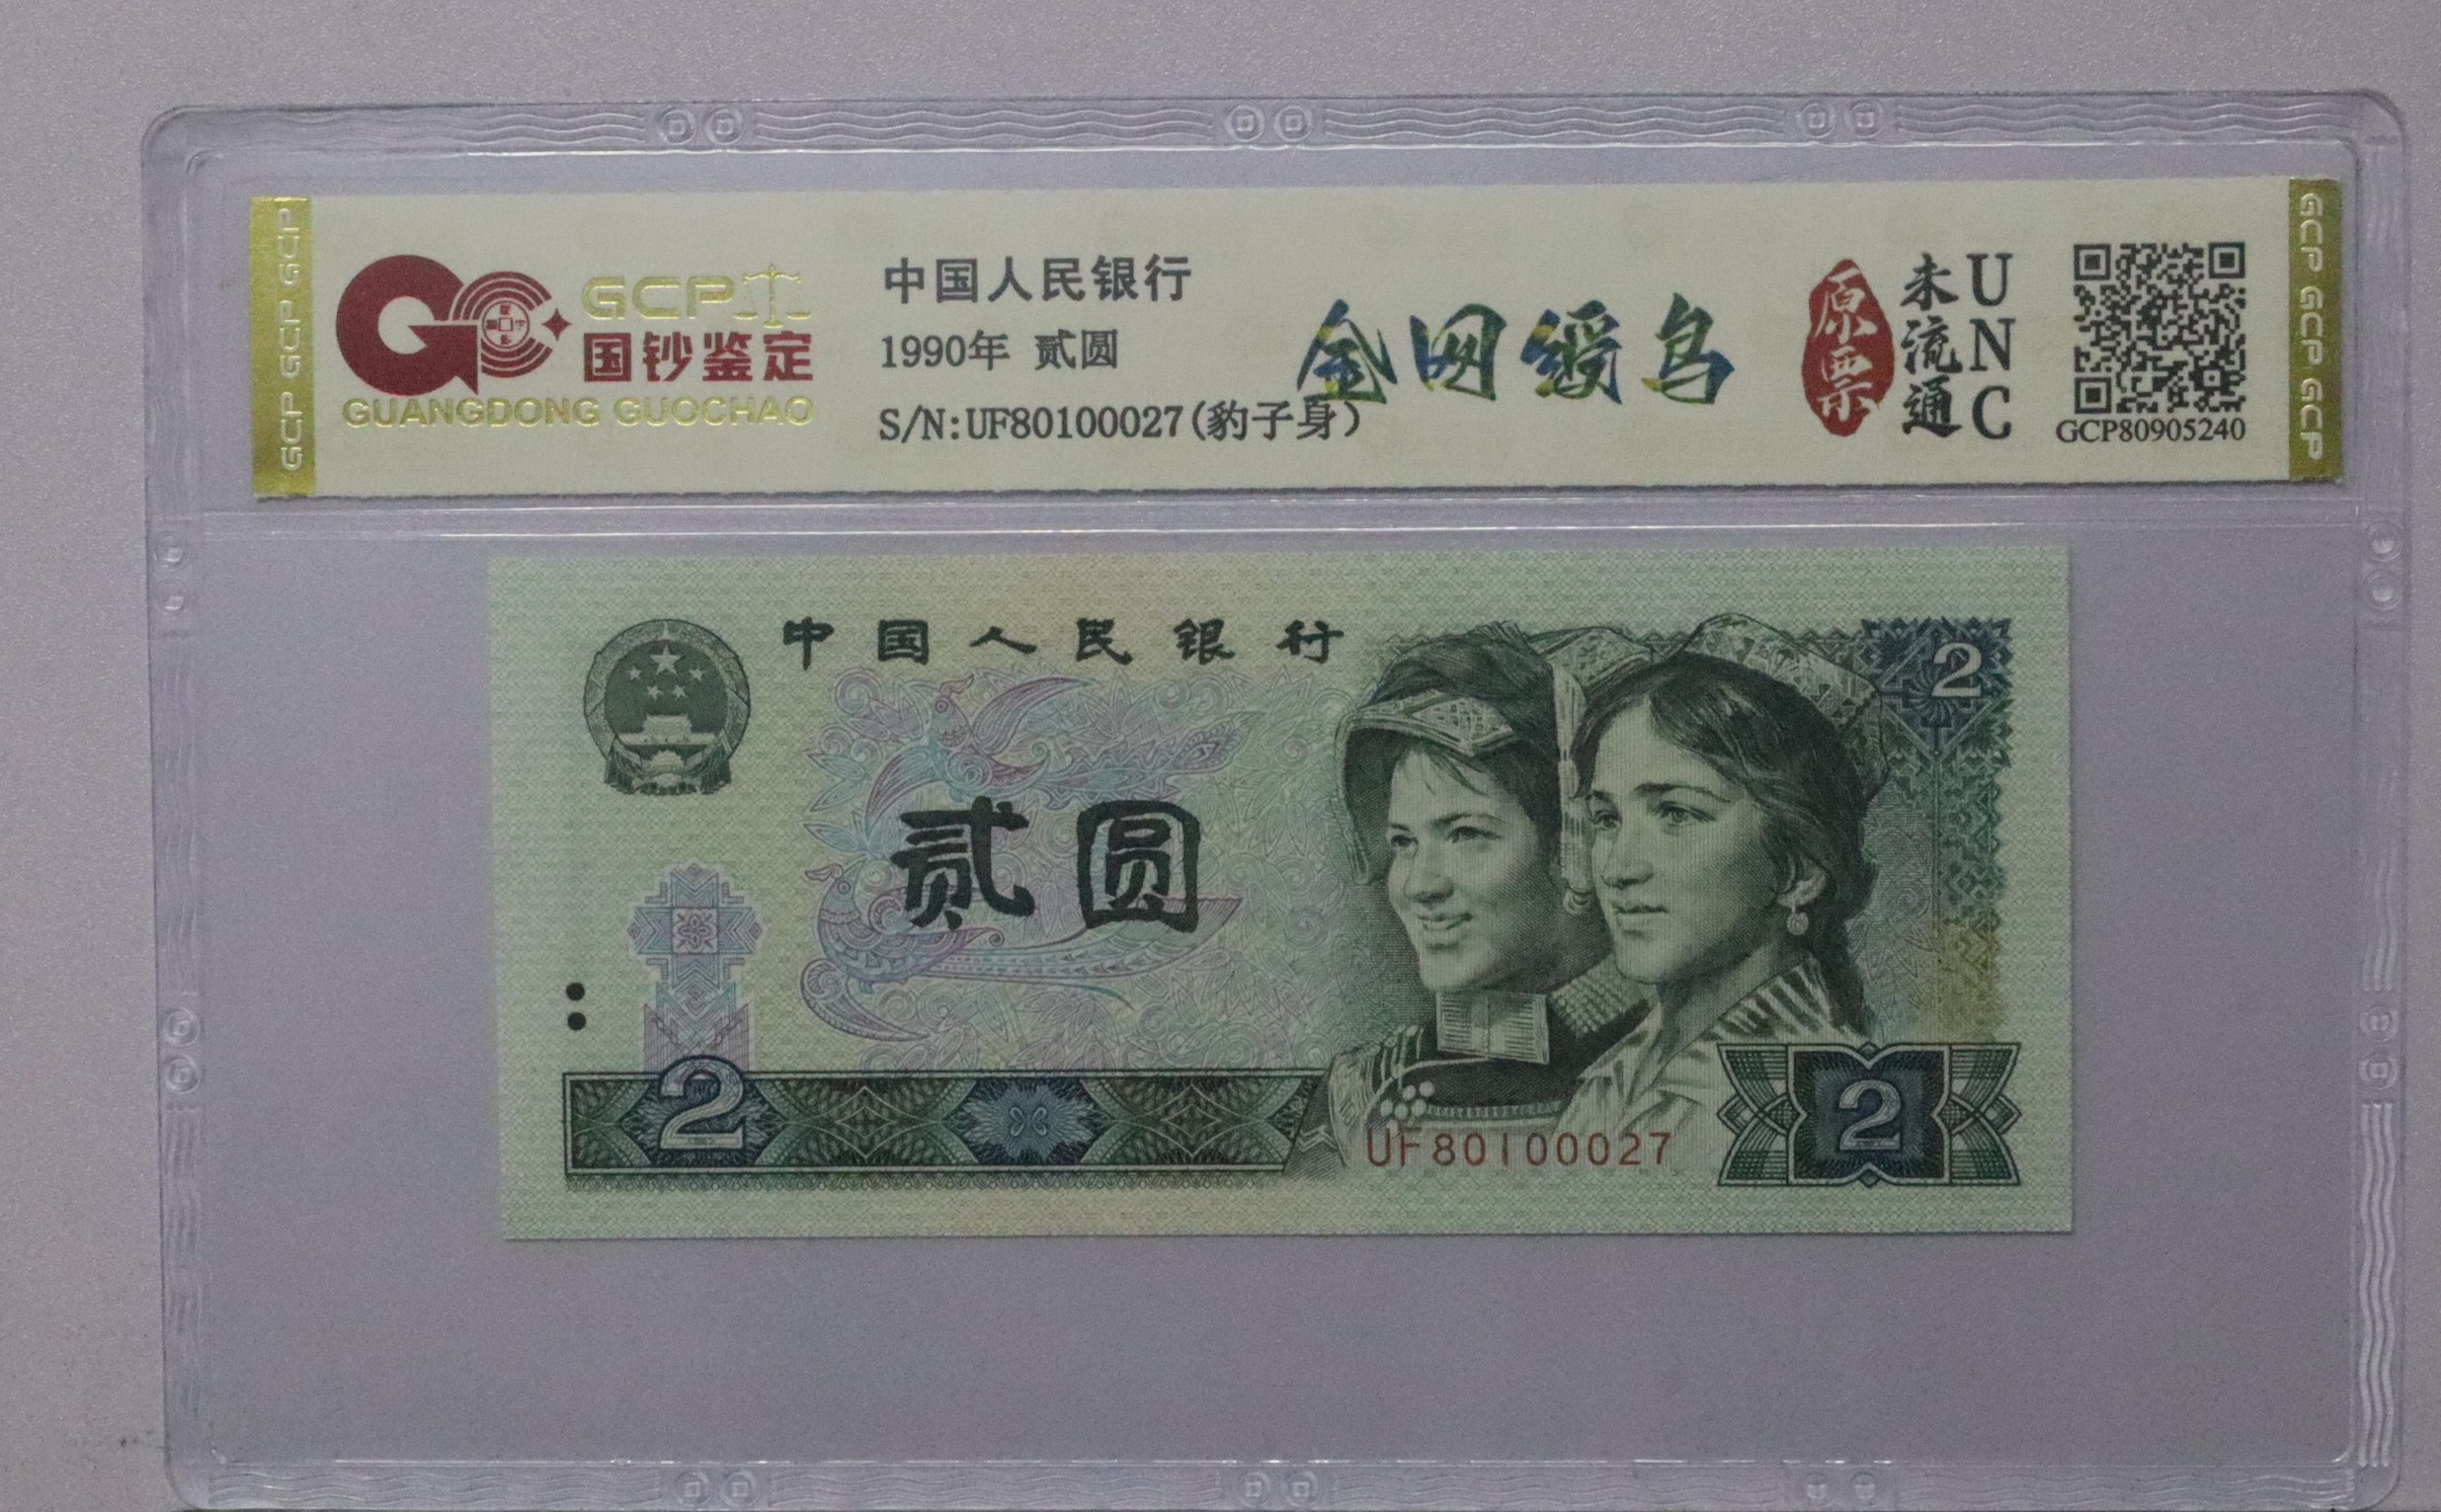 GCP GCP GCP
GCP
国钞鉴定
GUANGDONG GUOCHAO
中国人民银行
1990年 贰圆
S/N:UF80100027(豹子身)
金网绶鸟
原票
未流通
UNC
GCP80905240
GCP GCP GCP
中国人民银行
2
贰圆
2
UF80100027
2